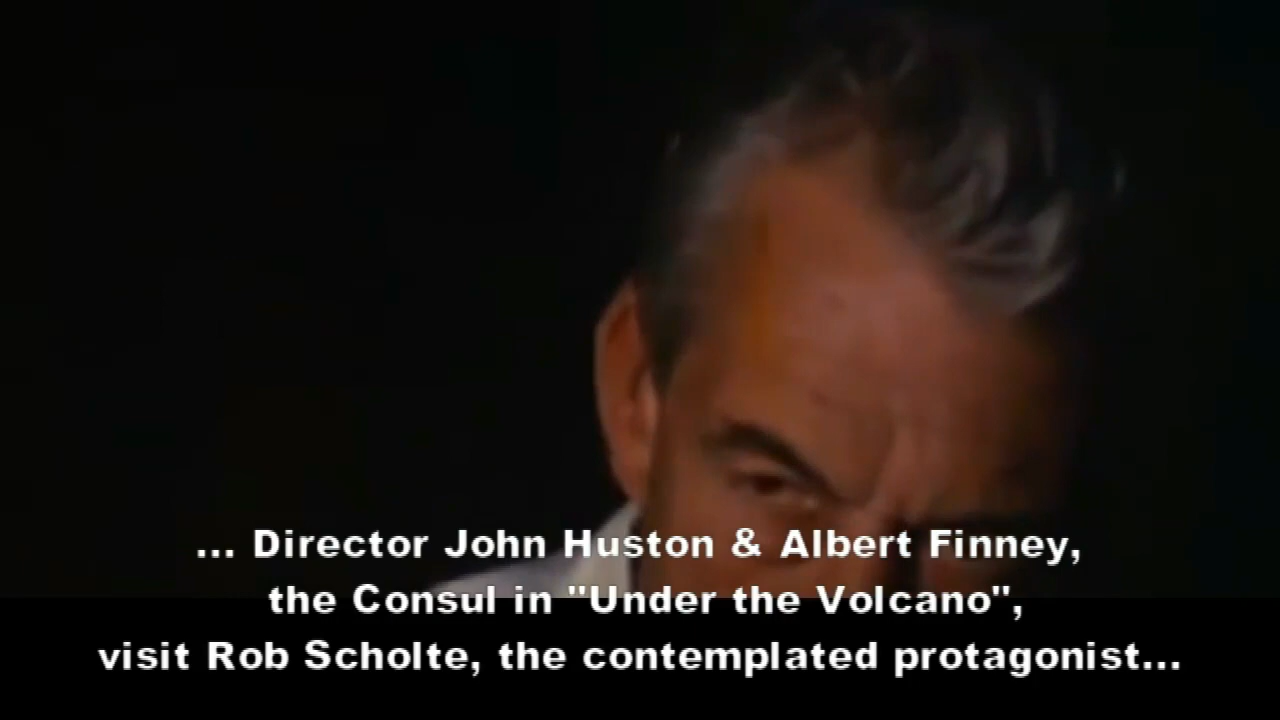 ... Director John Huston & Albert Finney,
the Consul in "Under the Volcano",
visit Rob Scholte, the contemplated protagonist...